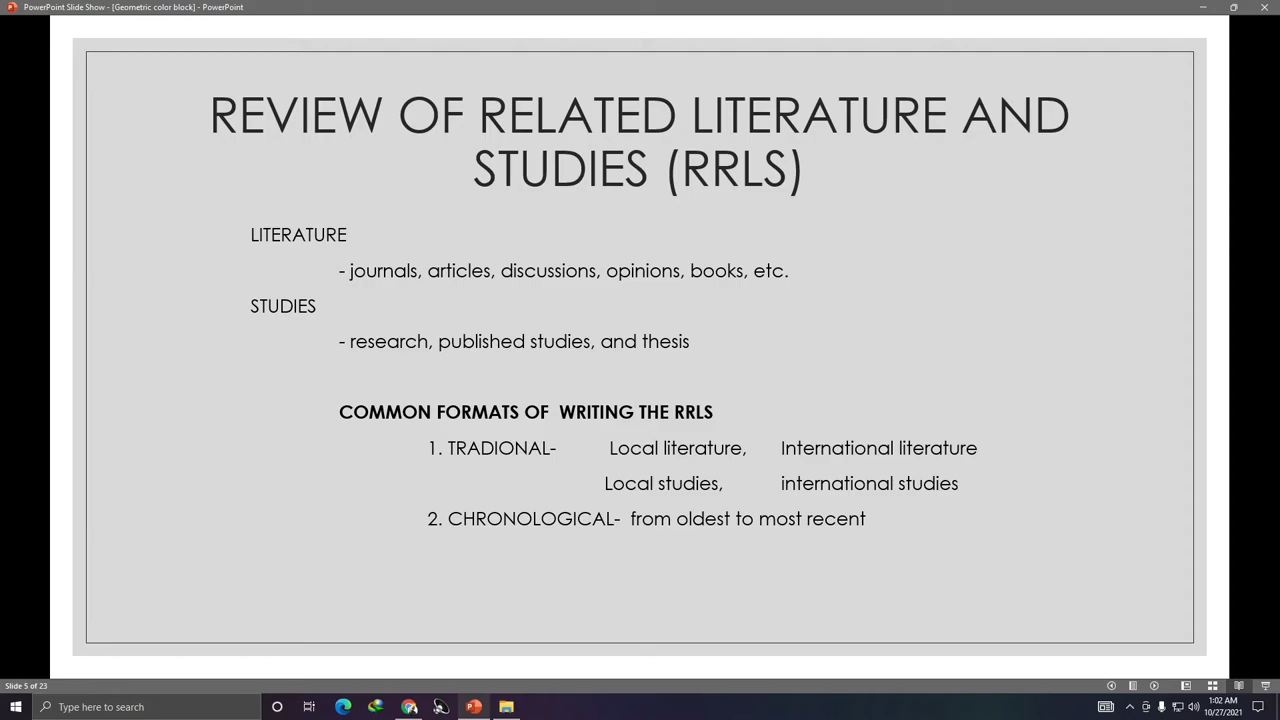 PowerPoint Slide Show - [Geometric color block] - PowerPoint
REVIEW OF RELATED LITERATURE AND
STUDIES (RRLS)
LITERATURE
- journals, articles, discussions, opinions, books, etc.
STUDIES
- research, published studies, and thesis
COMMON FORMATS OF  WRITING THE RRLS
1. TRADIONAL- Local literature, International literature
Local studies, international studies
2. CHRONOLOGICAL- from oldest to most recent
Slide 5 of 23
Type here to search
1:02 AM
10/27/2021